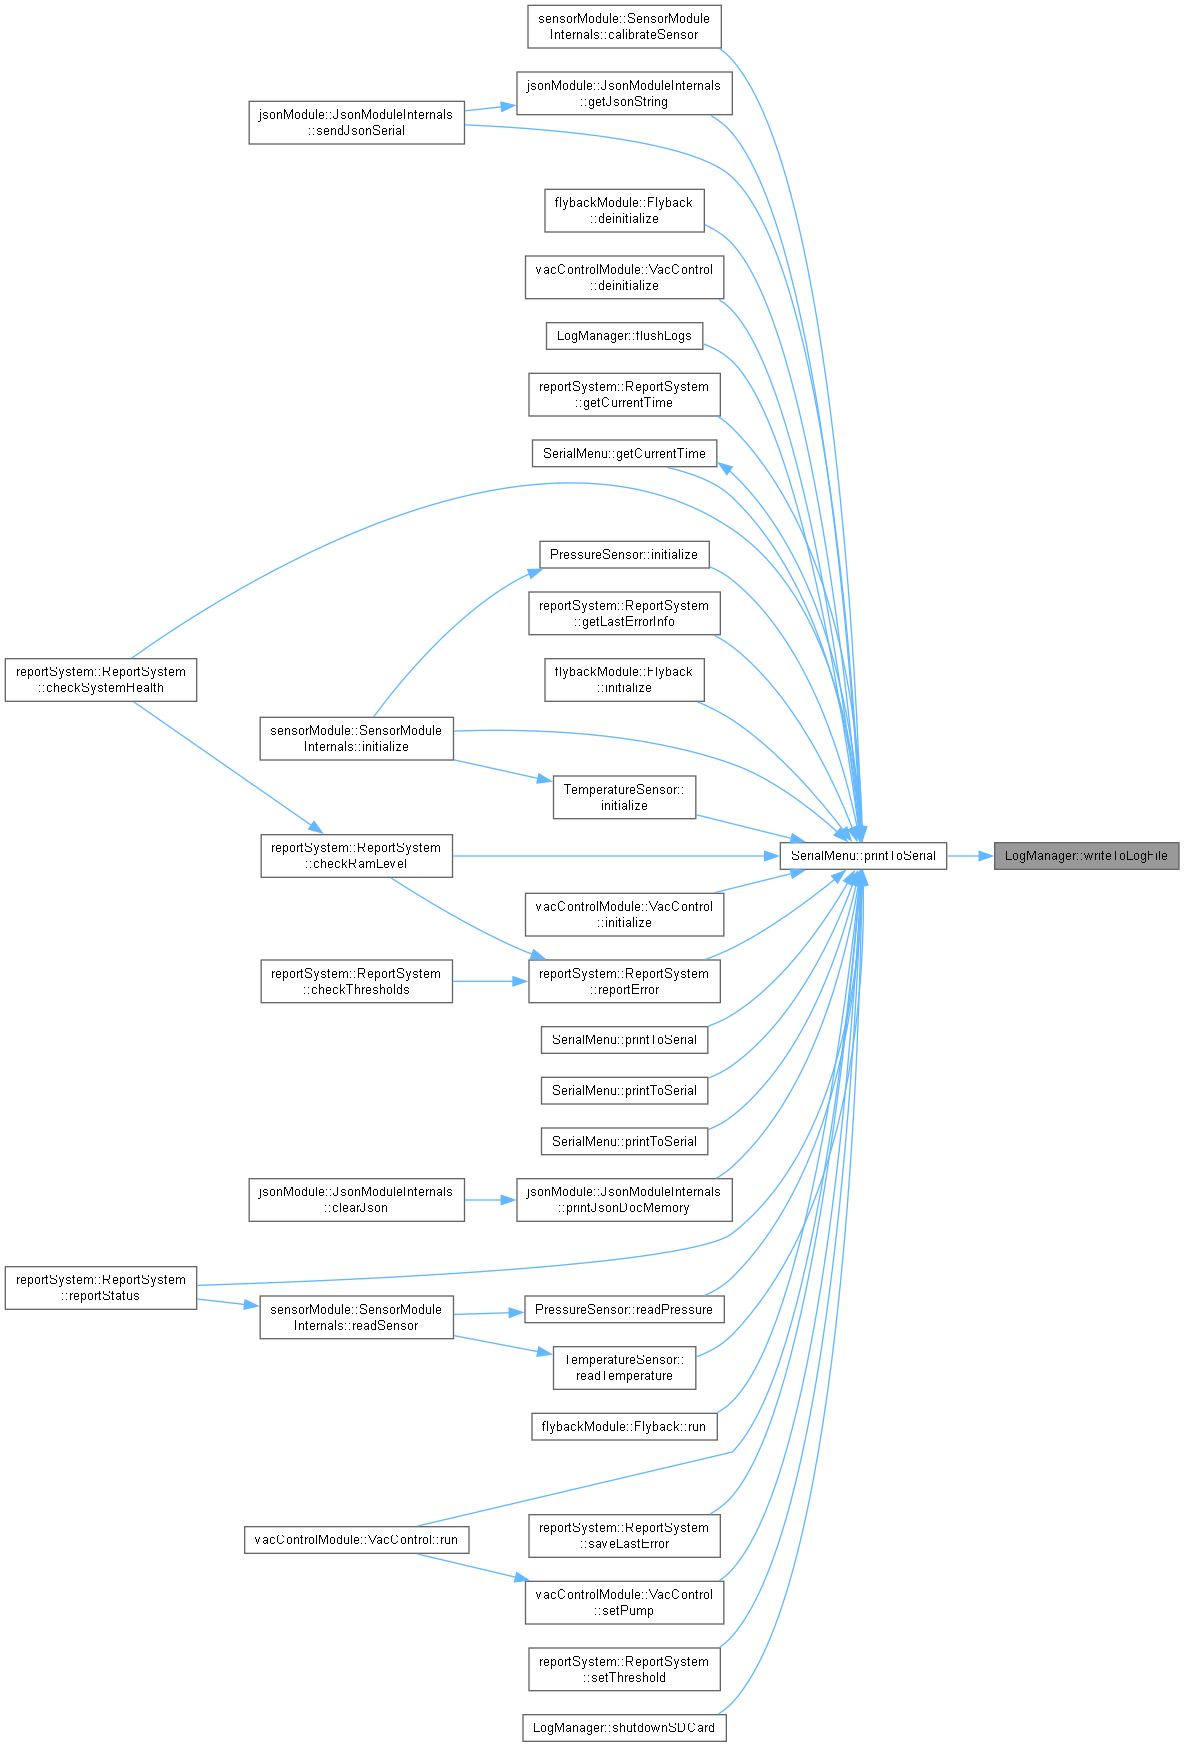 sensorModule::SensorModule
Internals::calibrateSensor
jsonModule::JsonModuleInternals
::getJsonString
jsonModule::JsonModuleInternals
::sendJsonSerial
flybackModule::Flyback
::deinitialize
vacControlModule::VacControl
::deinitialize
LogManager::flushLogs
reportSystem::ReportSystem
::getCurrentTime
SerialMenu::getCurrentTime
PressureSensor::initialize
reportSystem::ReportSystem
::getLastErrorInfo
reportSystem::ReportSystem
::checkSystemHealth
flybackModule::Flyback
::initialize
sensorModule::SensorModule
Internals::initialize
TemperatureSensor::
initialize
reportSystem::ReportSystem
::checkRamLevel
SerialMenu::printToSerial
LogManager::writeToLogFile
vacControlModule::VacControl
::initialize
reportSystem::ReportSystem
::checkThresholds
reportSystem::ReportSystem
::reportError
SerialMenu::printToSerial
SerialMenu::printToSerial
SerialMenu::printToSerial
jsonModule::JsonModuleInternals
::clearJson
jsonModule::JsonModuleInternals
::printJsonDocMemory
reportSystem::ReportSystem
::reportStatus
sensorModule::SensorModule
Internals::readSensor
PressureSensor::readPressure
TemperatureSensor::
readTemperature
flybackModule::Flyback::run
vacControlModule::VacControl::run
reportSystem::ReportSystem
::saveLastError
vacControlModule::VacControl
::setPump
reportSystem::ReportSystem
::setThreshold
LogManager::shutdownSDCard